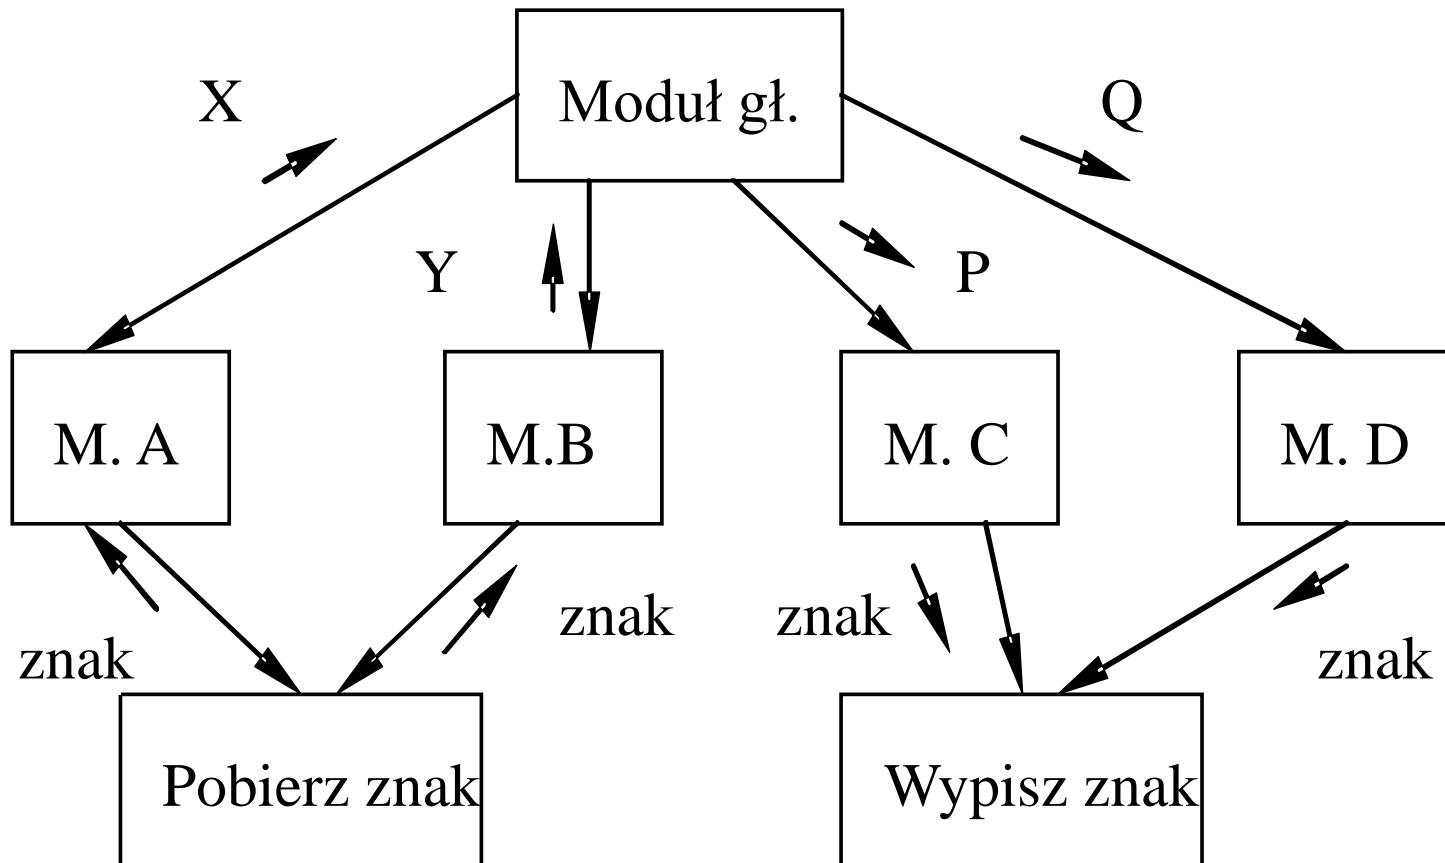 Moduł gł.
X
Q
Y
P
M. A
M.B
M. C
M. D
znak
znak
znak
znak
Pobierz znak
Wypisz znak